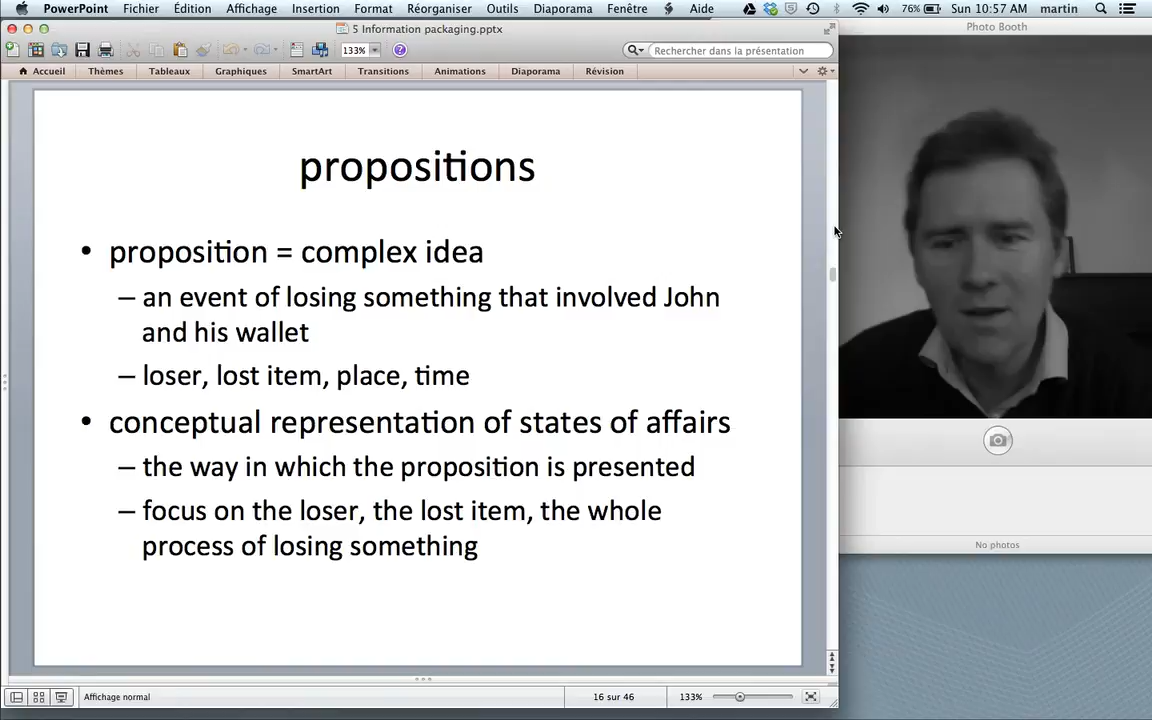 PowerPoint Fichier Édition Affichage Insertion Format Réorganiser Outils Diaporama Fenêtre Aide 76% Sun 10:57 AM martin
5 Information packaging.pptx
Photo Booth
133% Rechercher dans la présentation
Accueil Thèmes Tableaux Graphiques SmartArt Transitions Animations Diaporama Révision
propositions
• proposition = complex idea
– an event of losing something that involved John
and his wallet
– loser, lost item, place, time
• conceptual representation of states of affairs
– the way in which the proposition is presented
– focus on the loser, the lost item, the whole
process of losing something
No photos
Affichage normal 16 sur 46 133%